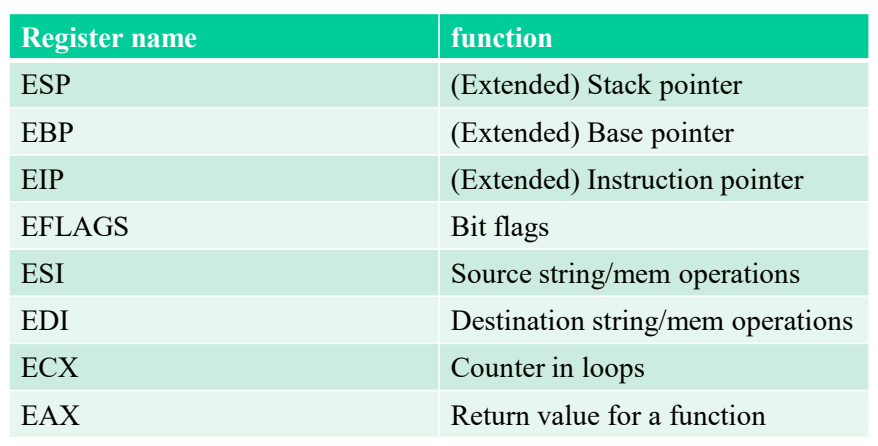 Register name function
ESP (Extended) Stack pointer
EBP (Extended) Base pointer
EIP (Extended) Instruction pointer
EFLAGS Bit flags
ESI Source string/mem operations
EDI Destination string/mem operations
ECX Counter in loops
EAX Return value for a function